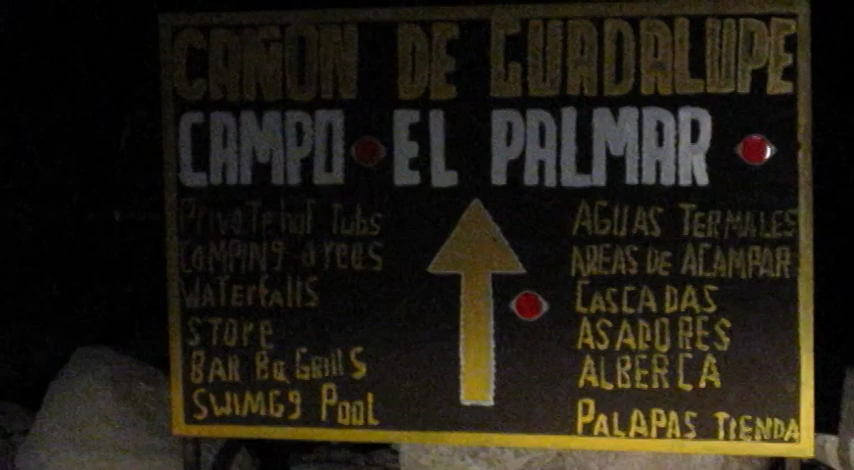 CAÑON DE GUADALUPE
CAMPO EL PALMAR
Private hot Tubs
CAMPING areas
WATerfalls
STOre
BAR Bq Grills
SWIMG9 Pool
AGUAS TERMALES
AREAS DE ACAMPAR
CASCADAS
ASADORES
ALBERCA
PALAPAS TIENDA